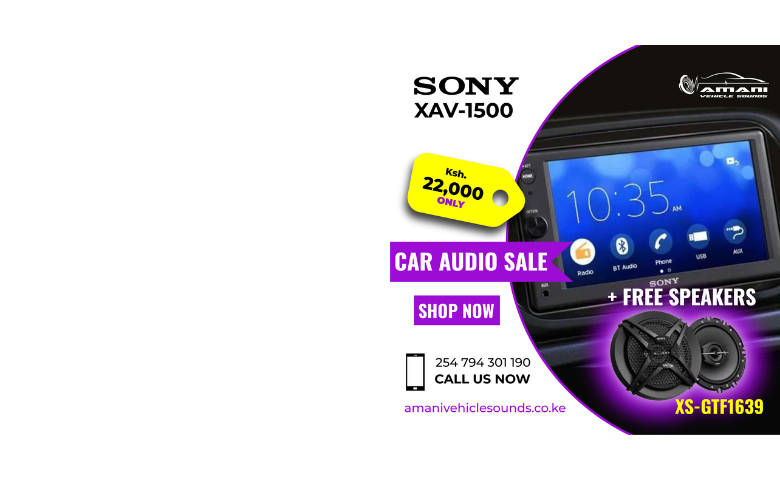 SONY
XAV-1500
AMANI
VEHICLE SOUNDS
Ksh.
22,000
ONLY
HOME
10:35 AM
Radio
BT Audio
Phone
USB
AUX
SONY
CAR AUDIO SALE
+ FREE SPEAKERS
SHOP NOW
254 794 301 190
CALL US NOW
XS-GTF1639
amanivehiclesounds.co.ke